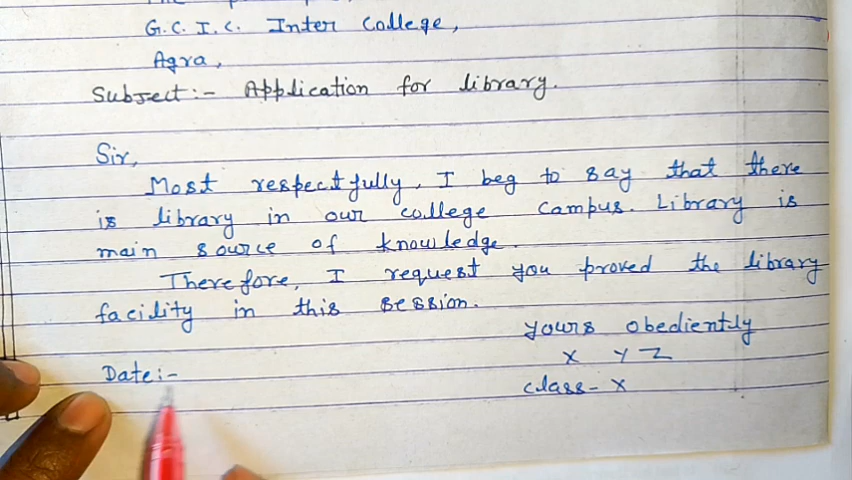 G.C.I.C. Inter College,
Agra,
Subject:- Application for library.
Sir,
Most respectfully, I beg to say that there
is library in our college campus. Library is
main source of knowledge.
Therefore, I request you proved the library
facility in this session.
yours obediently
X Y Z
Date:-
class- X